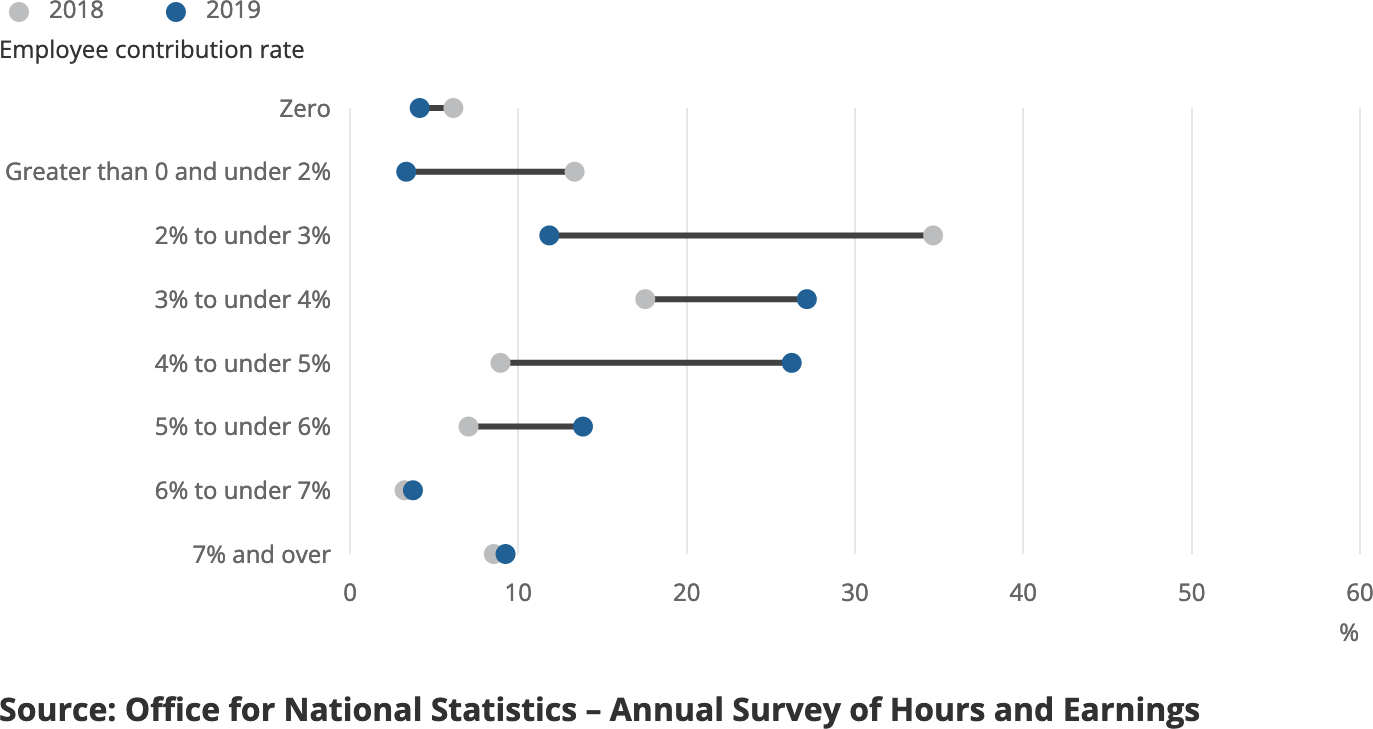 2018 2019
Employee contribution rate
Zero
Greater than 0 and under 2%
2% to under 3%
3% to under 4%
4% to under 5%
5% to under 6%
6% to under 7%
7% and over
0 10 20 30 40 50 60
%
Source: Office for National Statistics – Annual Survey of Hours and Earnings